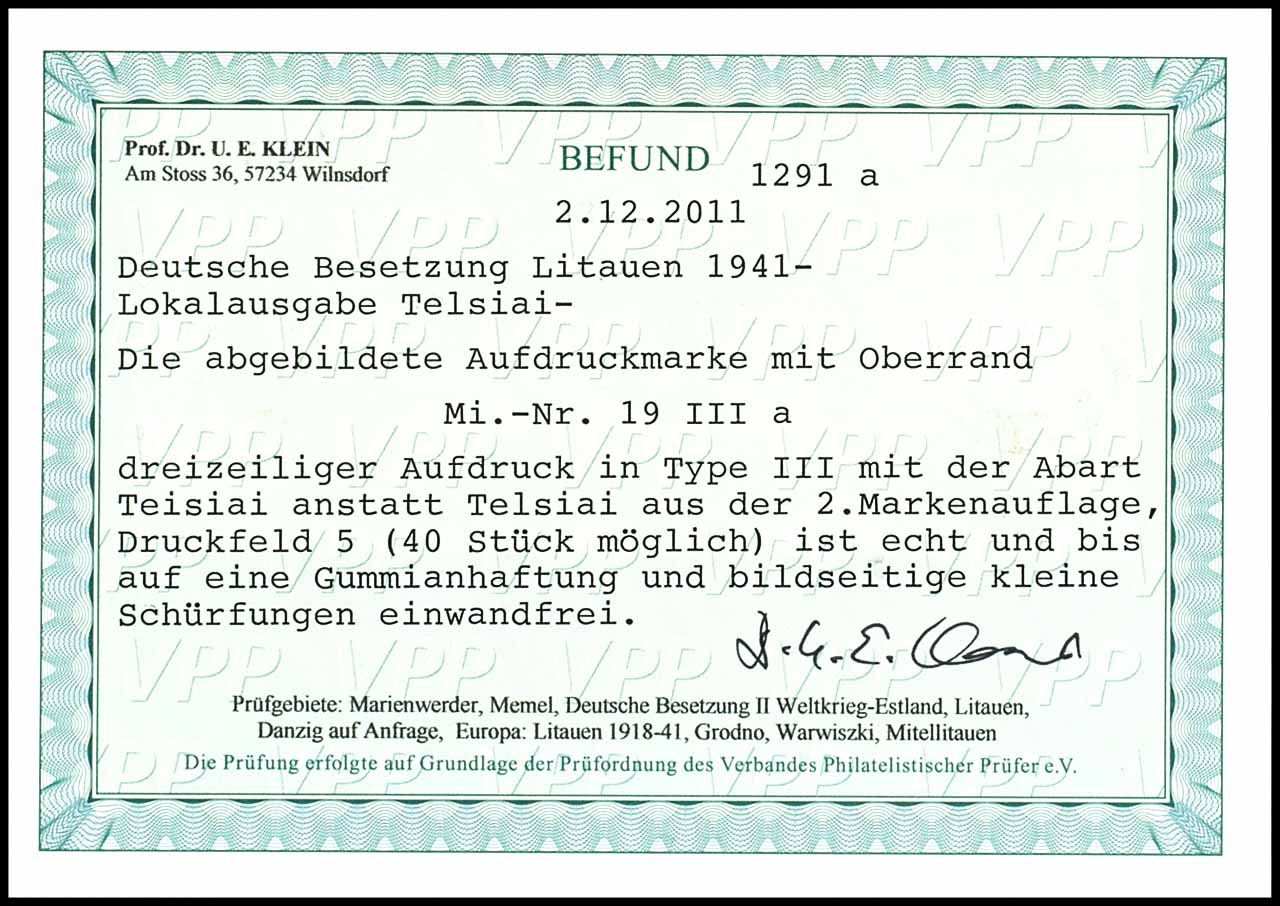 Prof. Dr. U. E. KLEIN
Am Stoss 36, 57234 Wilnsdorf
BEFUND 1291 a
2.12.2011
Deutsche Besetzung Litauen 1941-
Lokalausgabe Telsiai-
Die abgebildete Aufdruckmarke mit Oberrand
Mi.-Nr. 19 III a
dreizeiliger Aufdruck in Type III mit der Abart
Teisiai anstatt Telsiai aus der 2.Markenauflage,
Druckfeld 5 (40 Stück möglich) ist echt und bis
auf eine Gummianhaftung und bildseitige kleine
Schürfungen einwandfrei.
Prüfgebiete: Marienwerder, Memel, Deutsche Besetzung II Weltkrieg-Estland, Litauen,
Danzig auf Anfrage, Europa: Litauen 1918-41, Grodno, Warwiszki, Mitellitauen
Die Prüfung erfolgte auf Grundlage der Prüfordnung des Verbandes Philatelistischer Prüfer e.V.